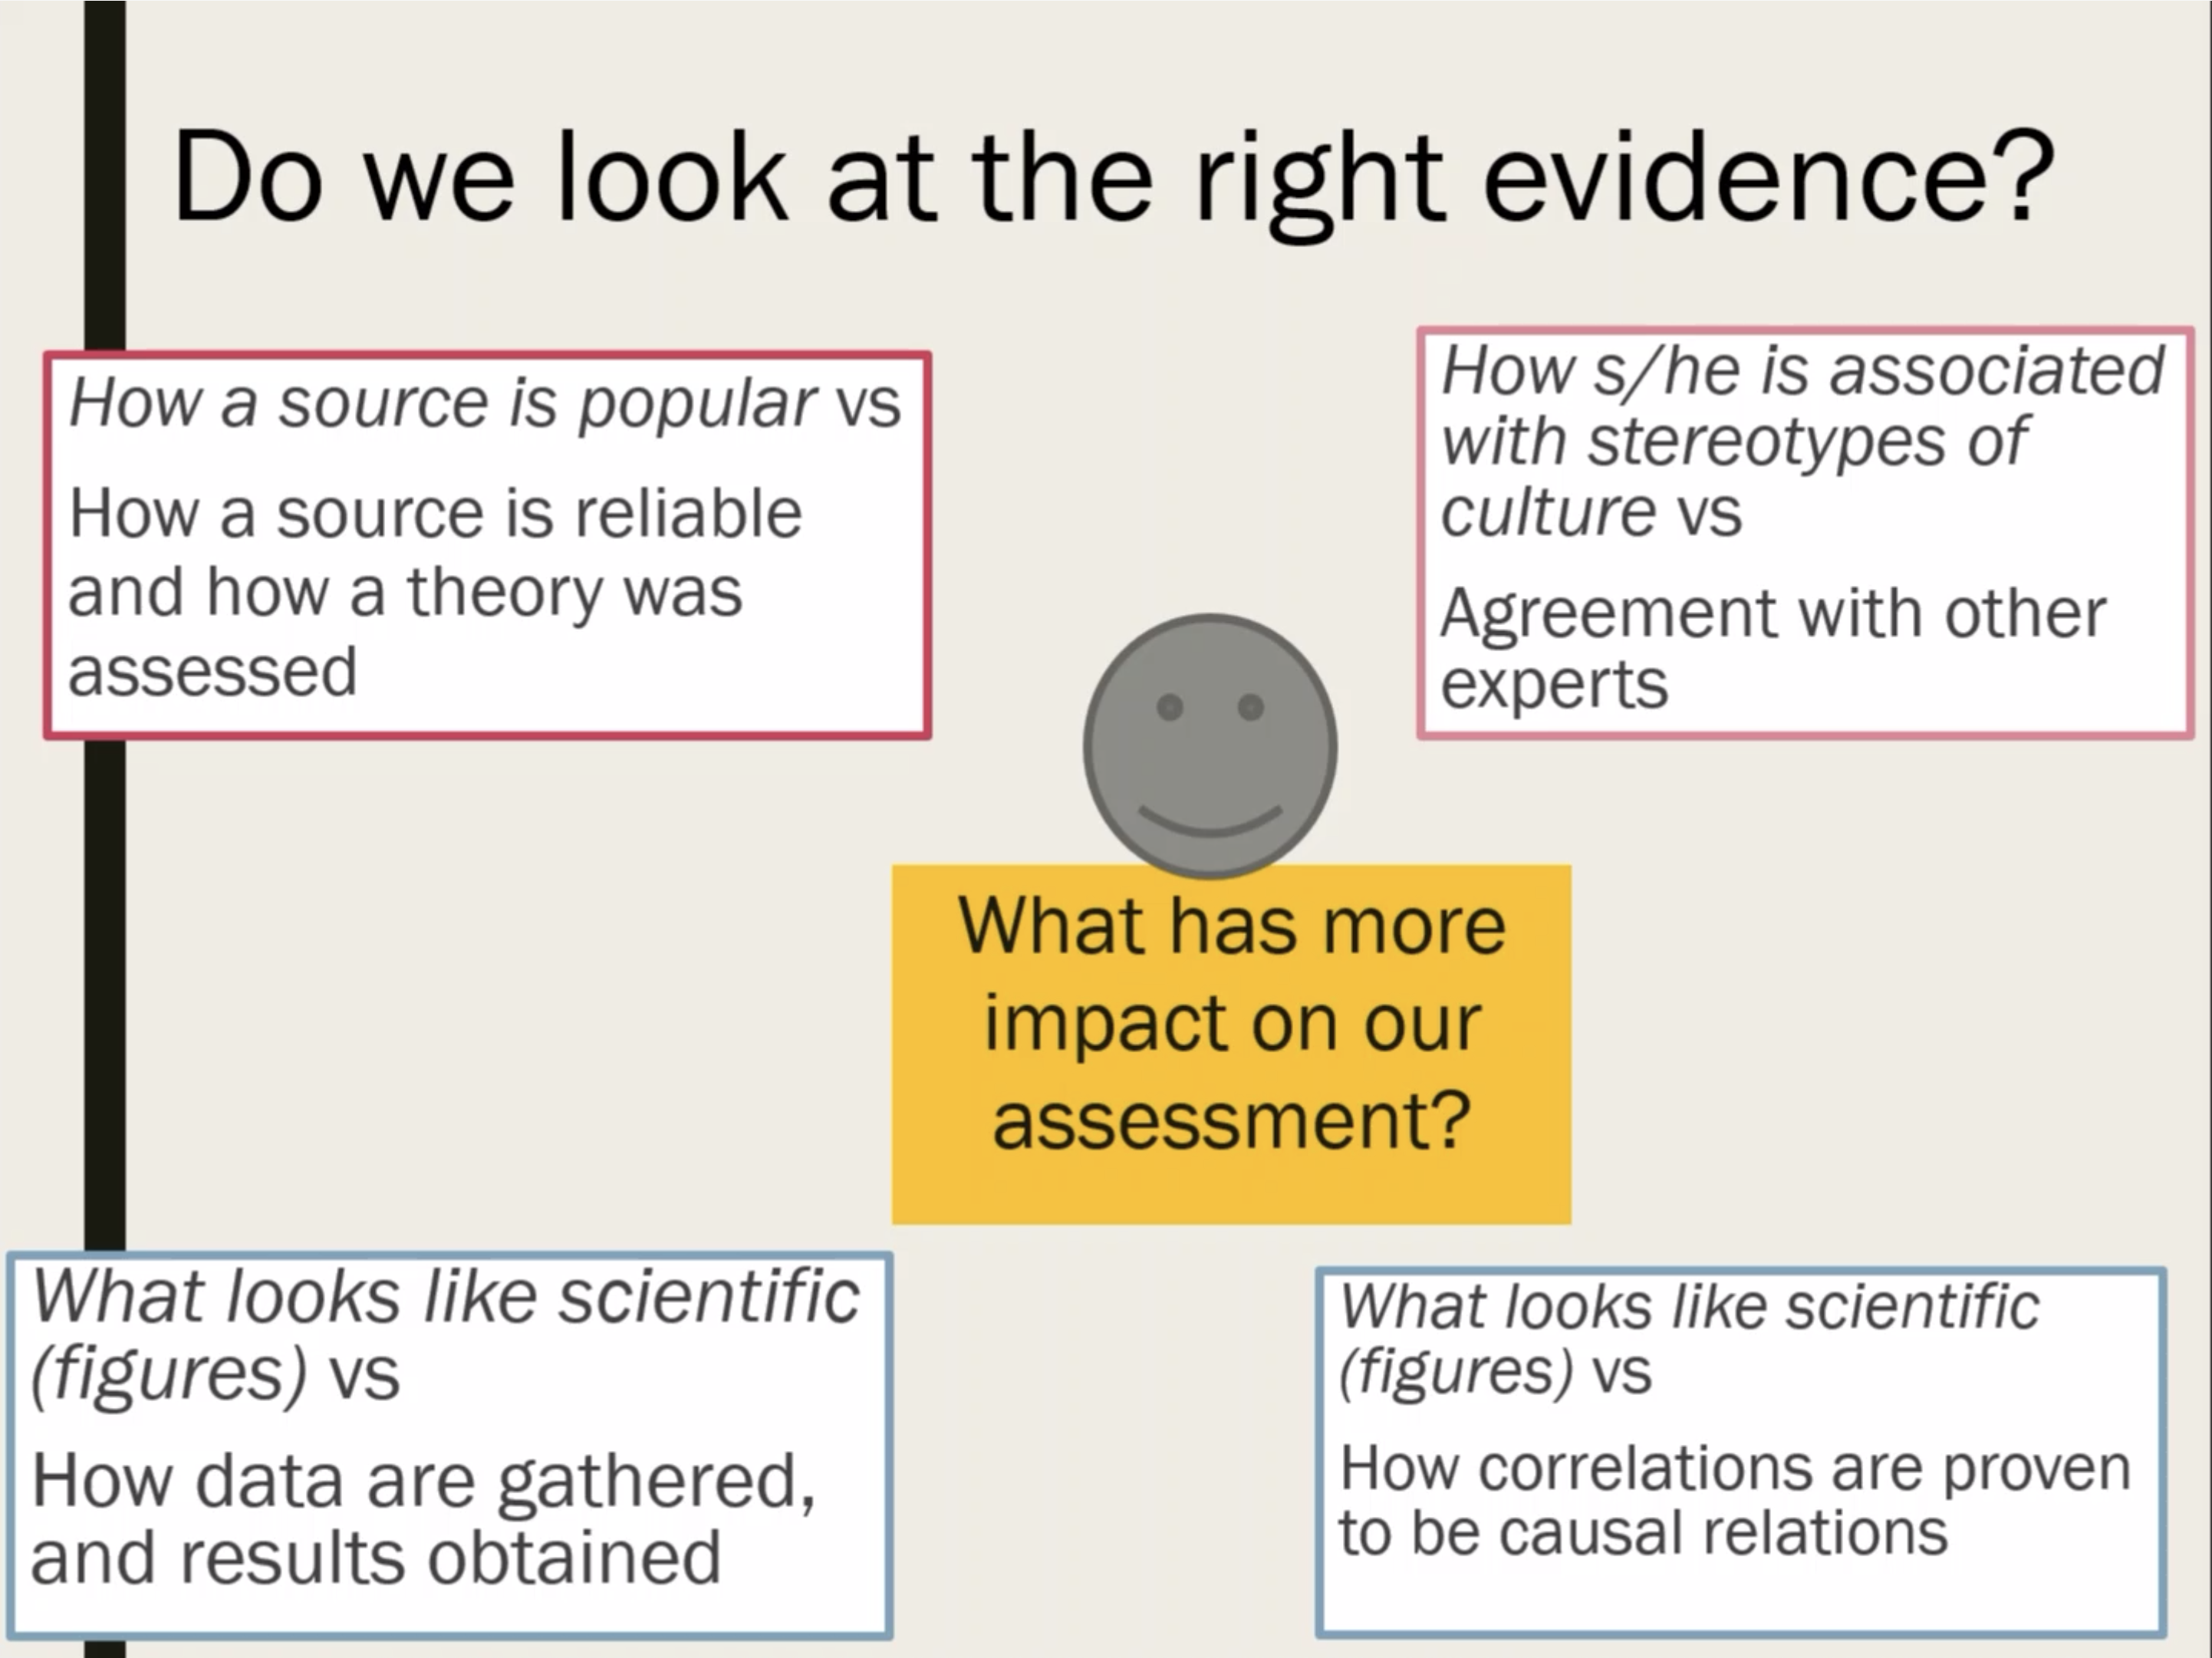 Do we look at the right evidence?
How a source is popular vs
How a source is reliable
and how a theory was
assessed
How s/he is associated
with stereotypes of
culture vs
Agreement with other
experts
What has more
impact on our
assessment?
What looks like scientific
(figures) vs
How data are gathered,
and results obtained
What looks like scientific
(figures) vs
How correlations are proven
to be causal relations